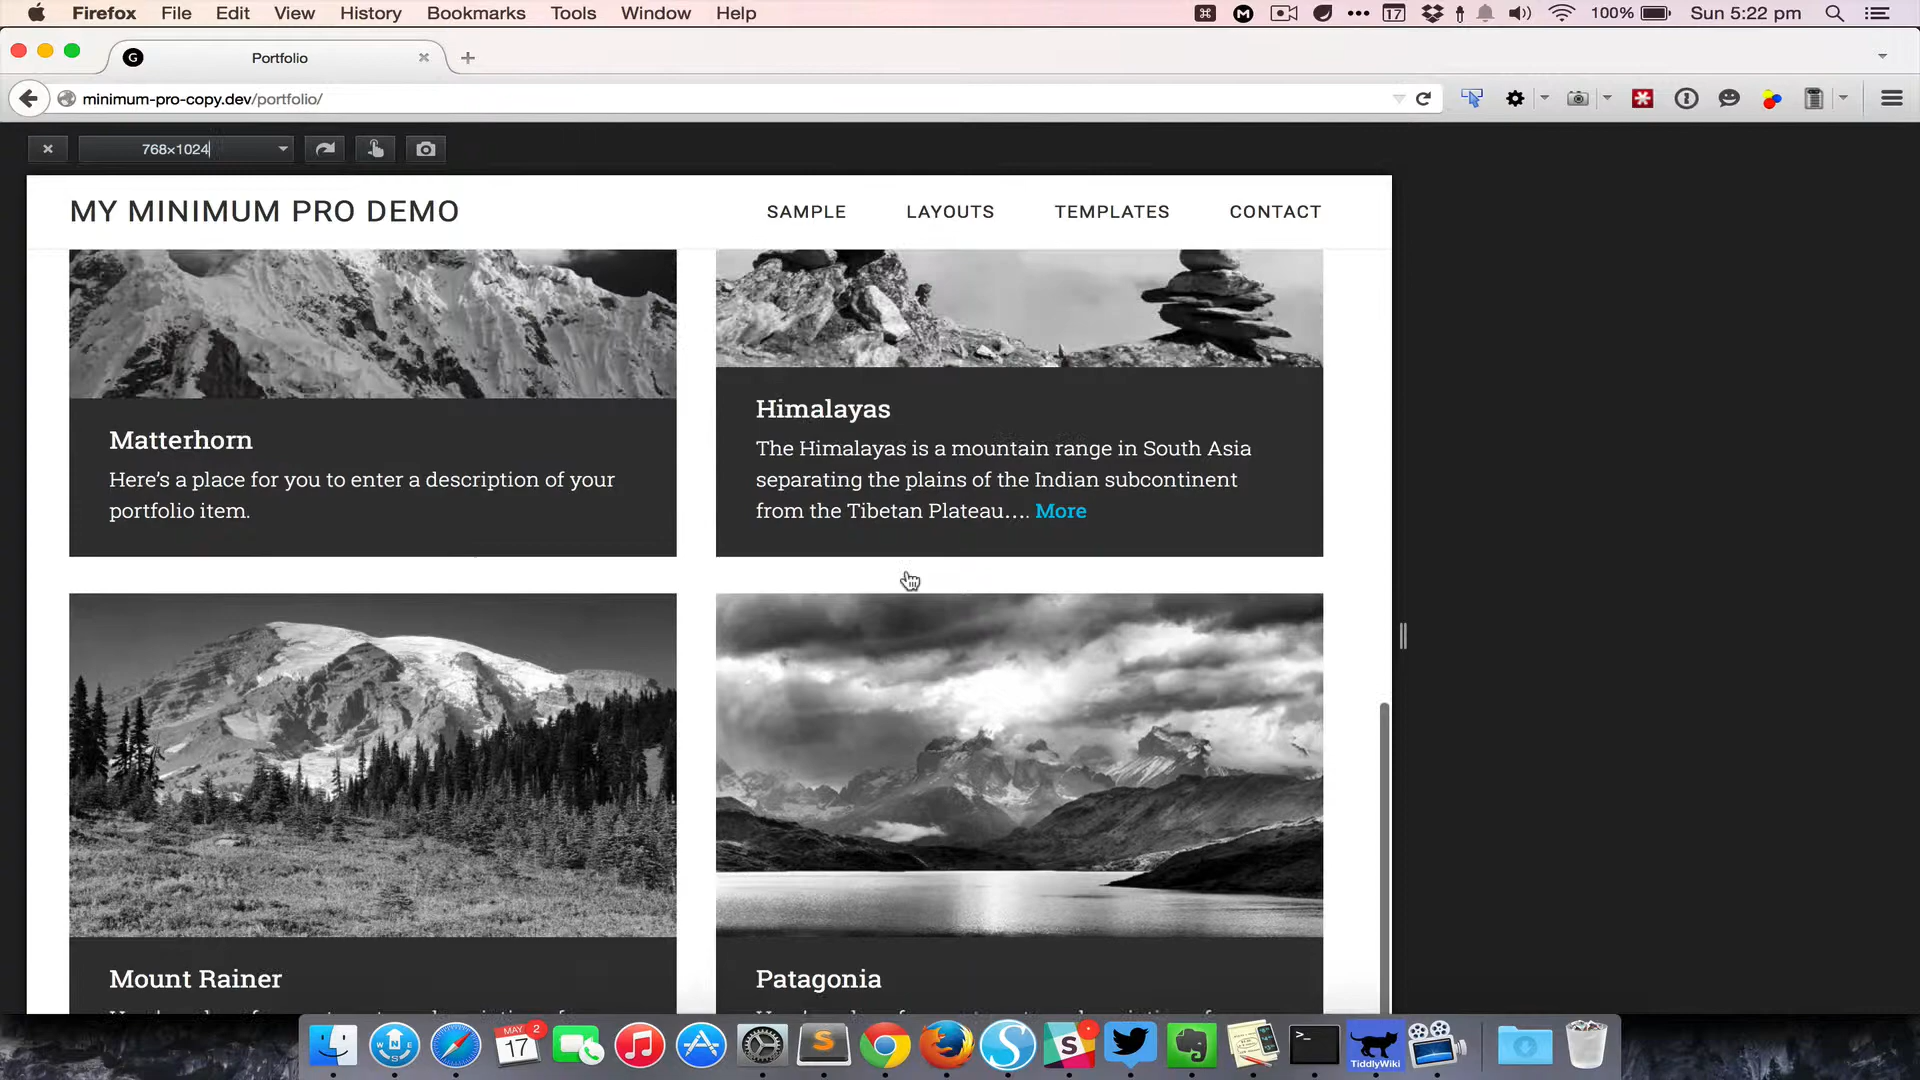 Firefox File Edit View History Bookmarks Tools Window Help 17 100% Sun 5:22 pm
G Portfolio
minimum-pro-copy.dev/portfolio/
768×1024
MY MINIMUM PRO DEMO SAMPLE LAYOUTS TEMPLATES CONTACT
Matterhorn
Here's a place for you to enter a description of your
portfolio item.
Himalayas
The Himalayas is a mountain range in South Asia
separating the plains of the Indian subcontinent
from the Tibetan Plateau…. More
Mount Rainer
Patagonia
MAY 2
17
TiddlyWiki